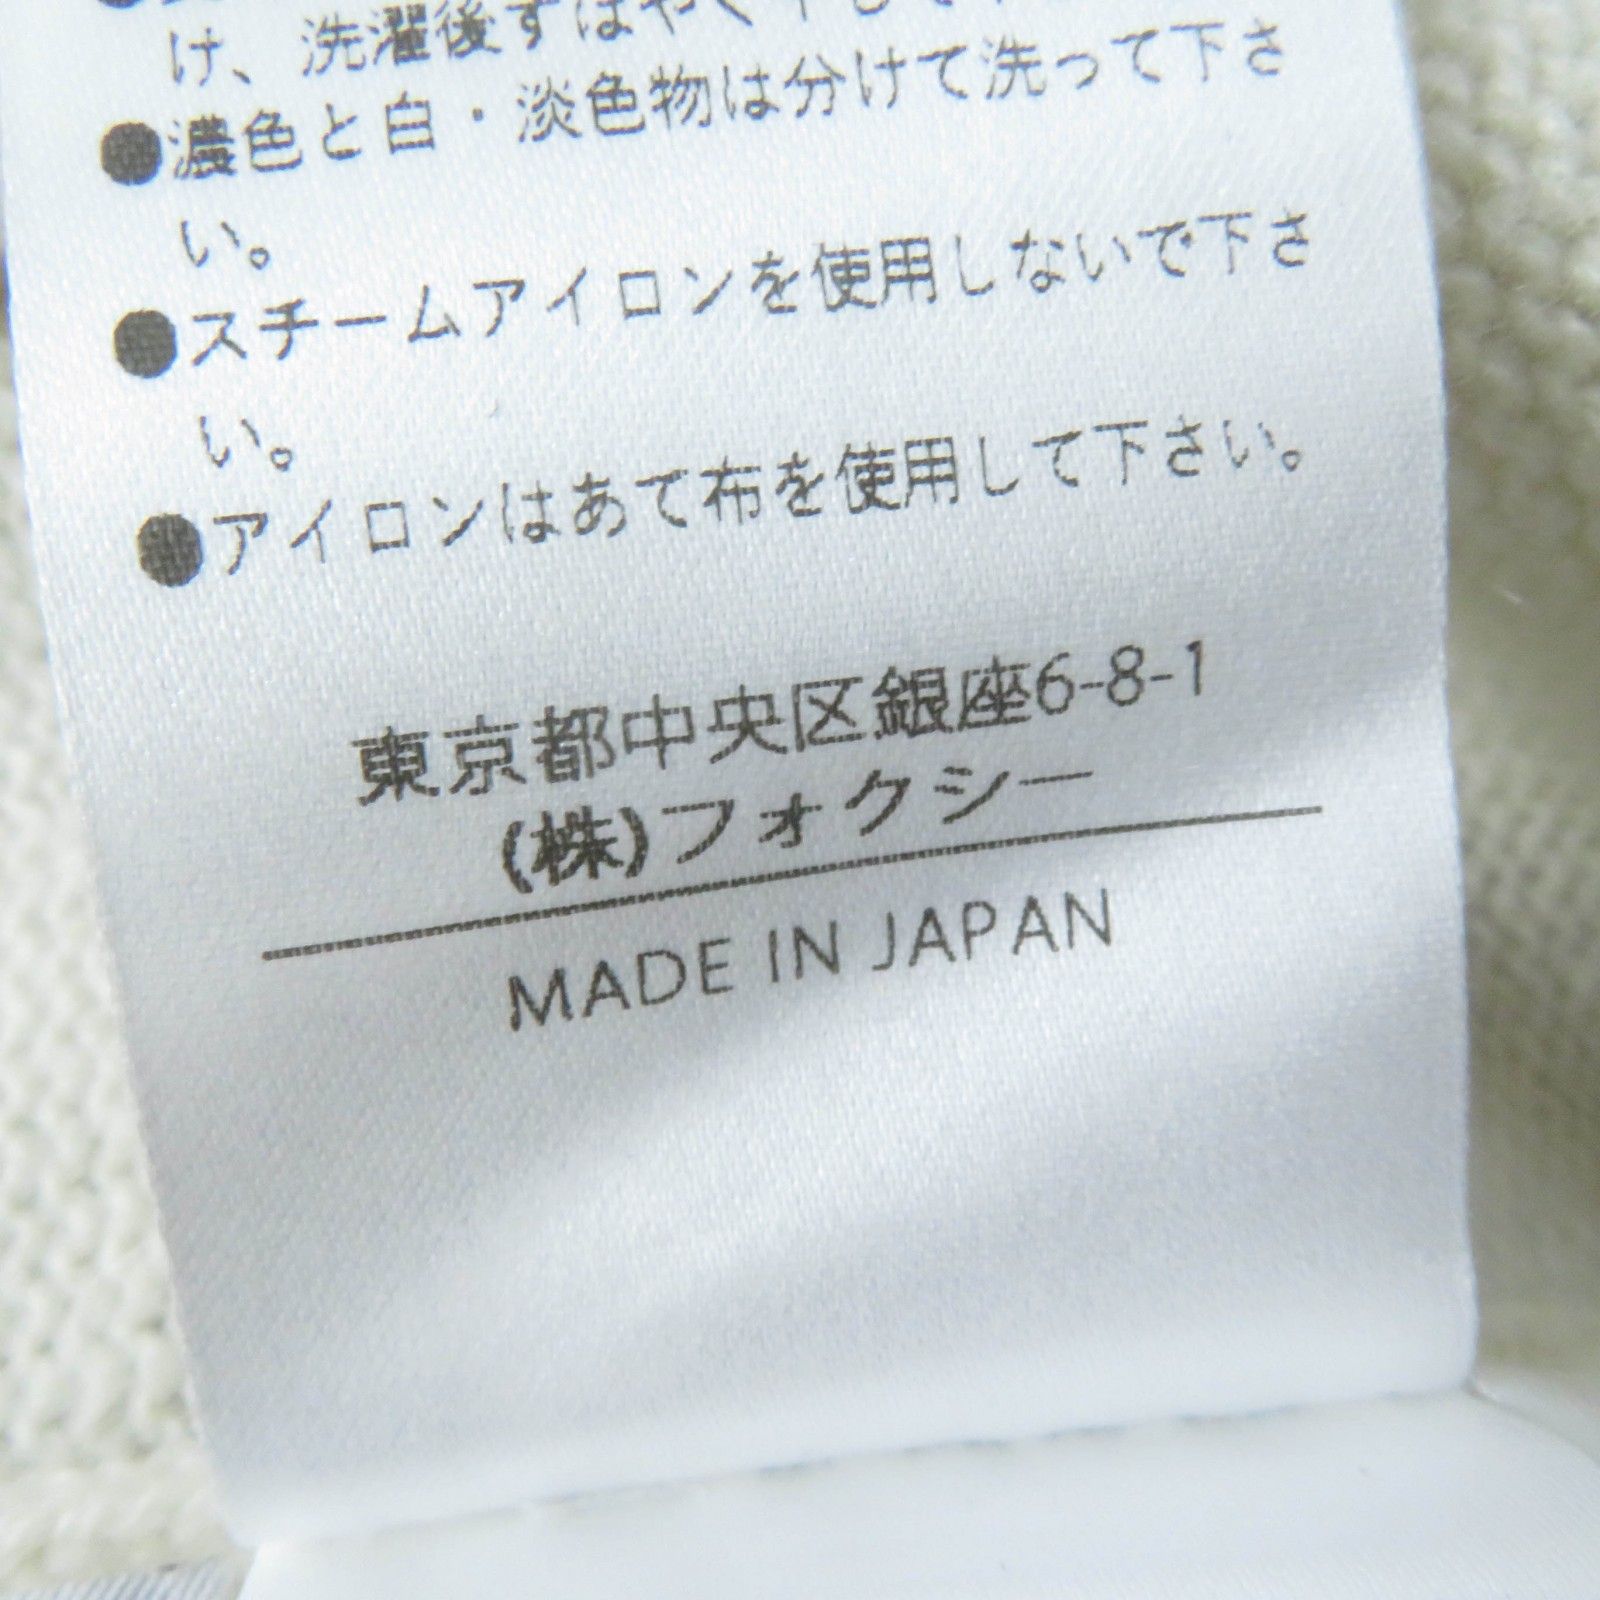 け、洗濯後すばやく干して
●濃色と白・淡色物は分けて洗って下さ
い。
●スチームアイロンを使用しないで下さ
い。
●アイロンはあて布を使用して下さい。
東京都中央区銀座6-8-1
(株)フォクシー
MADE IN JAPAN